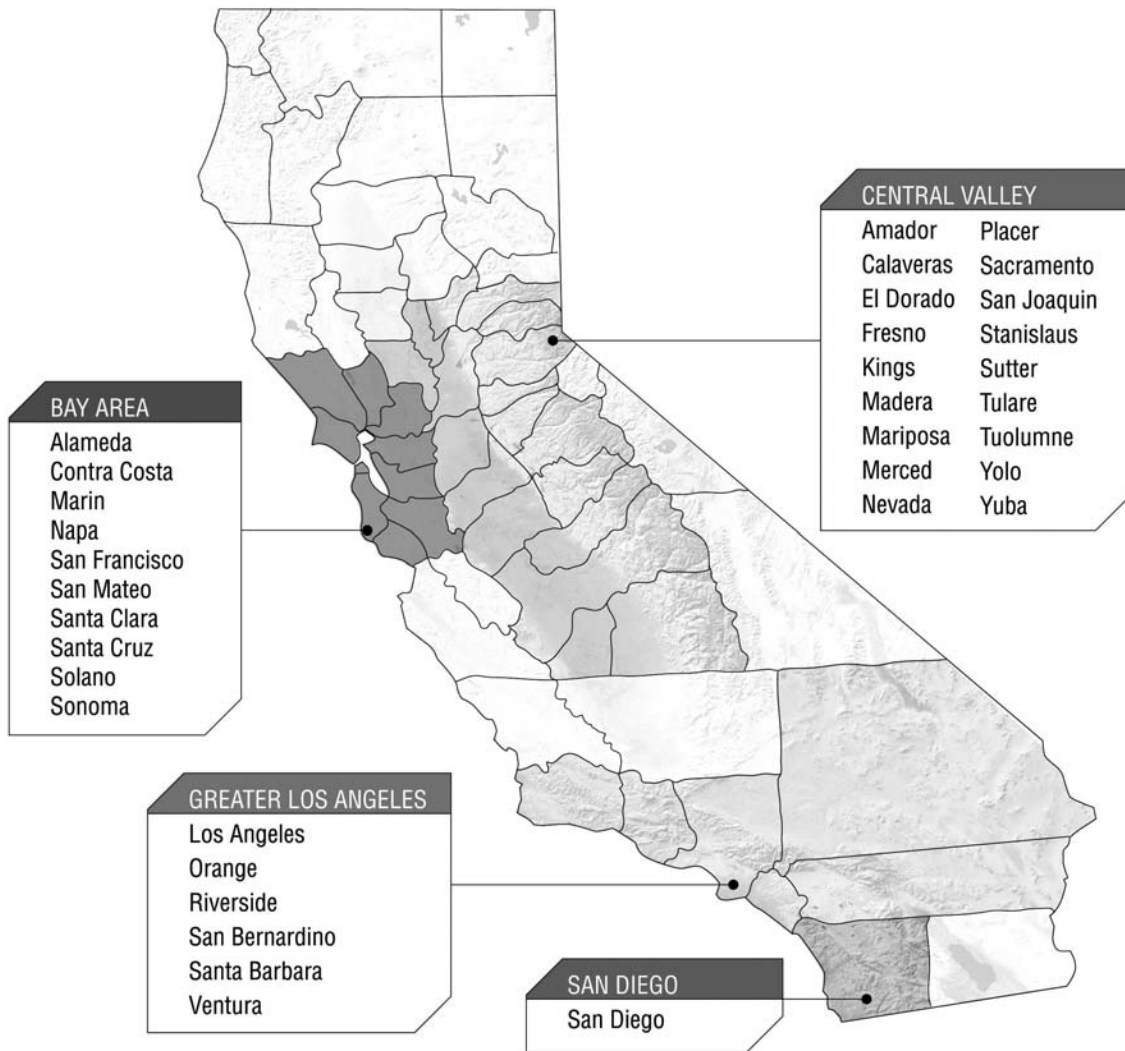 CENTRAL VALLEY
Amador Placer
Calaveras Sacramento
El Dorado San Joaquin
Fresno Stanislaus
Kings Sutter
Madera Tulare
Mariposa Tuolumne
Merced Yolo
Nevada Yuba
BAY AREA
Alameda
Contra Costa
Marin
Napa
San Francisco
San Mateo
Santa Clara
Santa Cruz
Solano
Sonoma
GREATER LOS ANGELES
Los Angeles
Orange
Riverside
San Bernardino
Santa Barbara
Ventura
SAN DIEGO
San Diego